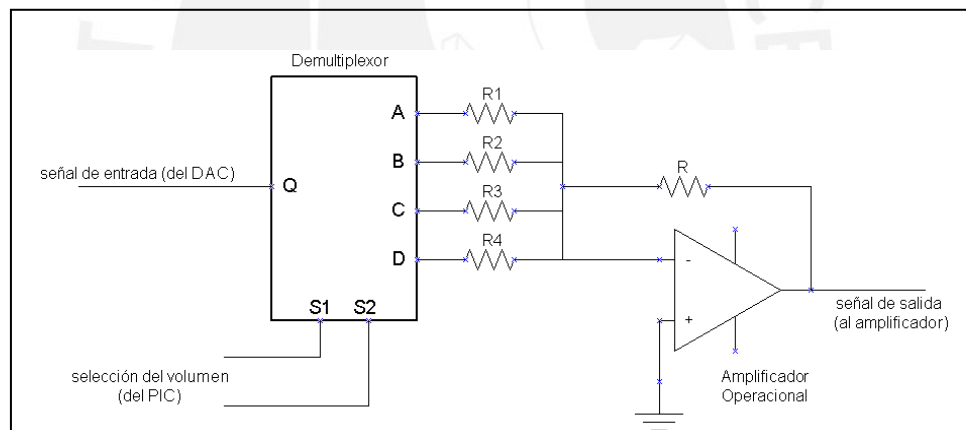 Demultiplexor
A
R1
B
R2
señal de entrada (del DAC)
Q
R
C
R3
D
R4
-
+
S1
S2
señal de salida
(al amplificador)
selección del volumen
(del PIC)
Amplificador
Operacional